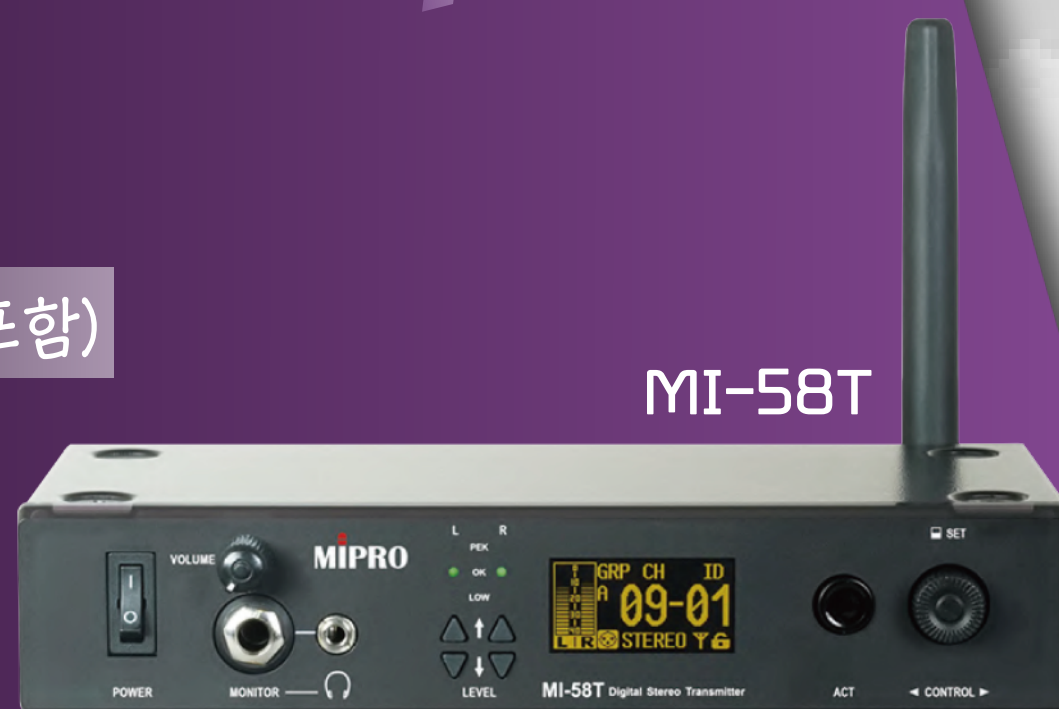 포함)
MI-58T
SET
L R
PEK
OK
LOW
VOLUME
MIPRO
GRP CH ID
A 09-01
L R STEREO
POWER
MONITOR
LEVEL
MI-58T Digital Stereo Transmitter
ACT
◄ CONTROL ►